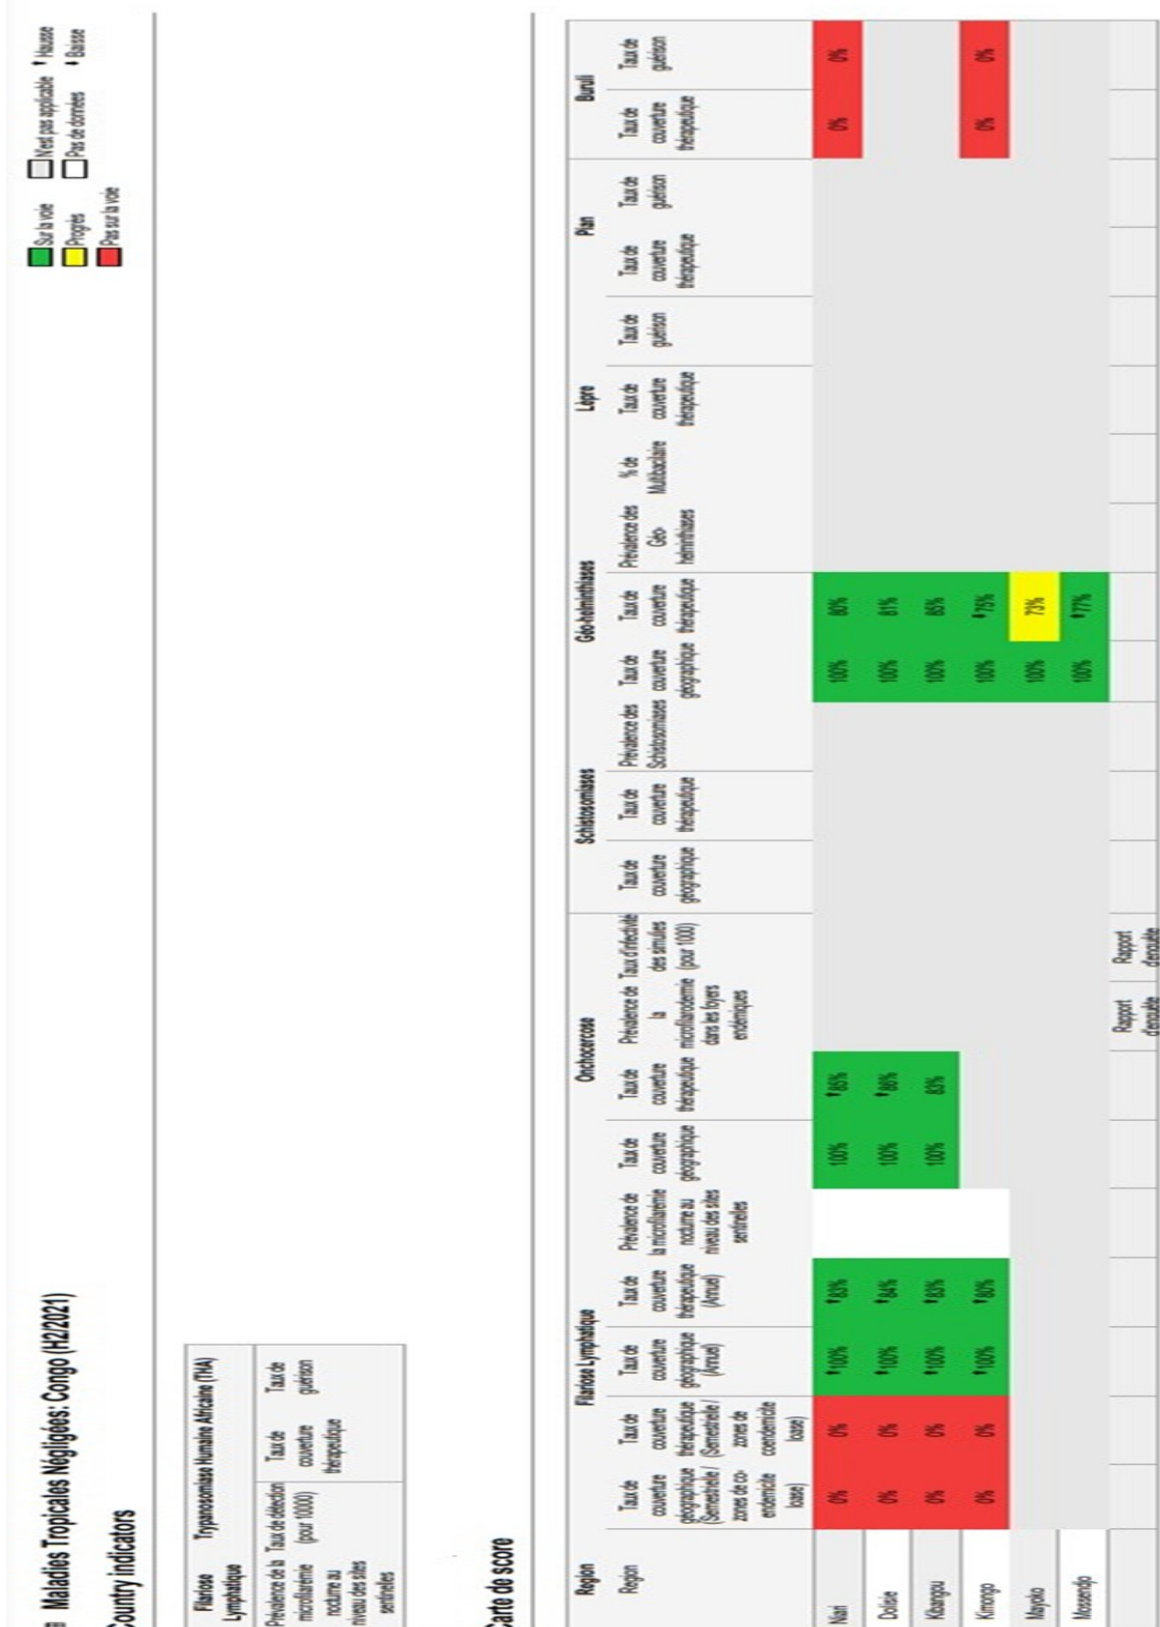 Maladies Tropicales Négligées: Congo (H2/2021)
Sur la voie
N'est pas applicable
Hausse
Progrès
Pas de données
Baisse
Pas sur la voie
Country indicators
Filariose
Lymphatique
Trypanosomiase Humaine Africaine (THA)
Prévalence de la
microfilarémie
nocturne au
niveau des sites
sentinelles
Taux de détection
(pour 10000)
Taux de
couverture
thérapeutique
Taux de
guérison
Carte de score
Region
Filariose Lymphatique
Onchocercose
Schistosomiases
Géo-helminthiases
Lèpre
Pian
Buruli
Region
Taux de
couverture
géographique
(Semestrielle /
zones de co-
endemicite
loase)
Taux de
couverture
thérapeutique
(Semestrielle /
zones de
coendemicite
loase)
Taux de
couverture
géographique
(Annuel)
Taux de
couverture
thérapeutique
(Annuel)
Prévalence de
la microfilarémie
nocturne au
niveau des sites
sentinelles
Taux de
couverture
géographique
Taux de
couverture
thérapeutique
Prévalence de
la
microfilarodermie
dans les foyers
endémiques
Taux d'infectivité
des simulies
(pour 1000)
Taux de
couverture
géographique
Taux de
couverture
thérapeutique
Prévalence des
Schistosomiases
Taux de
couverture
géographique
Taux de
couverture
thérapeutique
Prévalence des
Géo-
helminthiases
% de
Multibacilaire
Taux de
couverture
thérapeutique
Taux de
guérison
Taux de
couverture
thérapeutique
Taux de
guérison
Taux de
couverture
thérapeutique
Taux de
guérison
Niari 0% 0% 100% 83% 100% 85% 100% 80% 0% 0%
Dolisie 0% 0% 100% 84% 100% 86% 100% 81%
Kibangou 0% 0% 100% 83% 100% 83% 100% 85%
Kimongo 0% 0% 100% 80% 100% 75% 0% 0%
Mayoko 100% 73%
Mossendjo 100% 77%
Rapport
d'enquête
Rapport
d'enquête